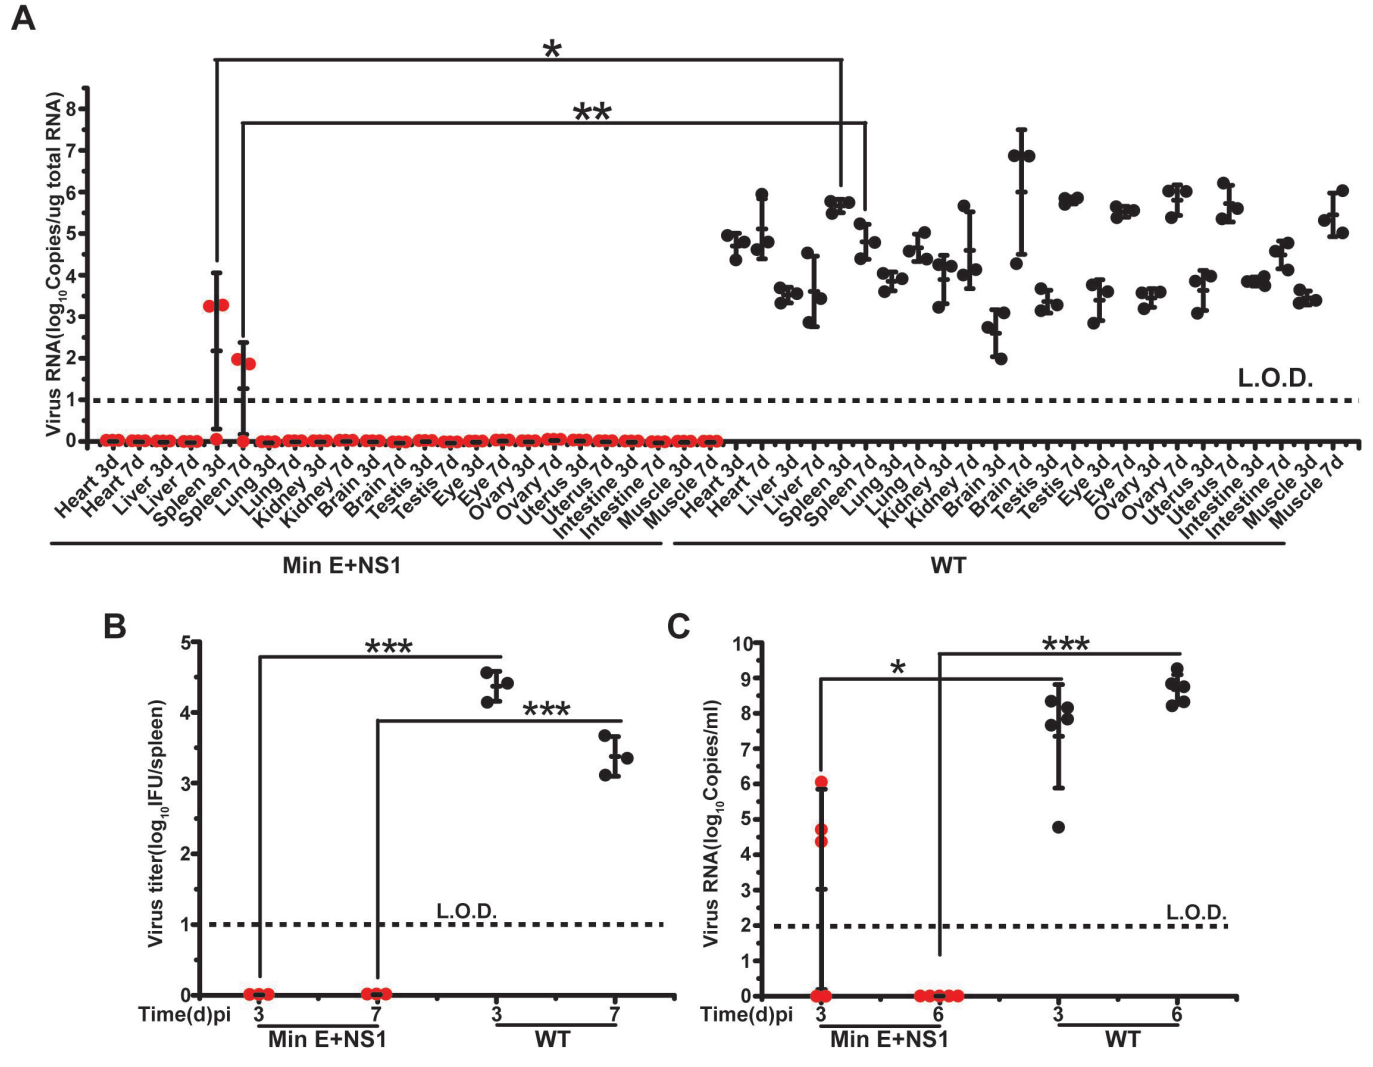 A
*
**
Virus RNA(log10Copies/ug total RNA)
8
7
6
5
4
3
2
1
0
L.O.D.
Heart 3d
Heart 7d
Liver 3d
Liver 7d
Spleen 3d
Spleen 7d
Lung 3d
Lung 7d
Kidney 3d
Kidney 7d
Brain 3d
Brain 7d
Testis 3d
Testis 7d
Eye 3d
Eye 7d
Ovary 3d
Ovary 7d
Uterus 3d
Uterus 7d
Intestine 3d
Intestine 7d
Muscle 3d
Muscle 7d
Heart 3d
Heart 7d
Liver 3d
Liver 7d
Spleen 3d
Spleen 7d
Lung 3d
Lung 7d
Kidney 3d
Kidney 7d
Brain 3d
Brain 7d
Testis 3d
Testis 7d
Eye 3d
Eye 7d
Ovary 3d
Ovary 7d
Uterus 3d
Uterus 7d
Intestine 3d
Intestine 7d
Muscle 3d
Muscle 7d
Min E+NS1
WT
B
***
***
Virus titer(log10IFU/spleen)
5
4
3
2
1
0
L.O.D.
Time(d)pi
3
7
3
7
Min E+NS1
WT
C
*
***
Virus RNA(log10Copies/ml)
10
9
8
7
6
5
4
3
2
1
0
L.O.D.
Time(d)pi
3
6
3
6
Min E+NS1
WT